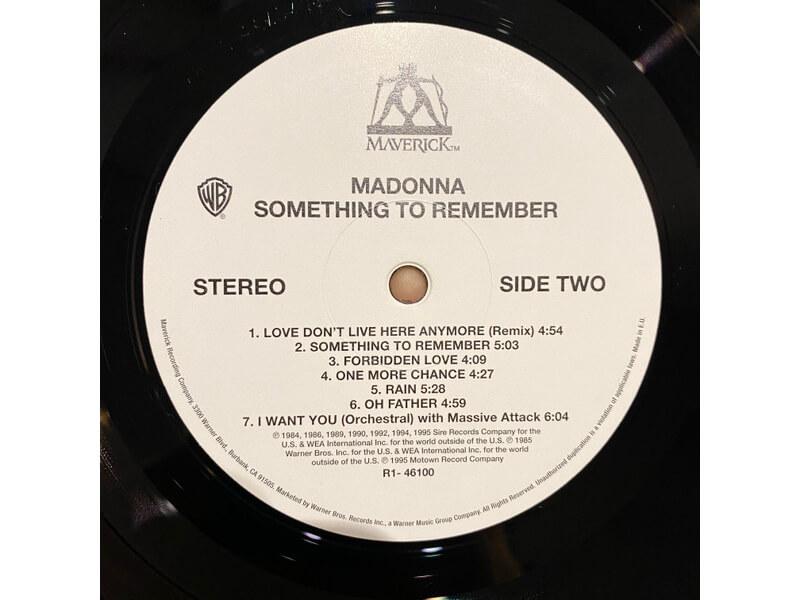 MAVERICK™
WB®
MADONNA
SOMETHING TO REMEMBER
STEREO
SIDE TWO
1. LOVE DON'T LIVE HERE ANYMORE (Remix) 4:54
2. SOMETHING TO REMEMBER 5:03
3. FORBIDDEN LOVE 4:09
4. ONE MORE CHANCE 4:27
5. RAIN 5:28
6. OH FATHER 4:59
7. I WANT YOU (Orchestral) with Massive Attack 6:04
℗ 1984, 1986, 1989, 1990, 1992, 1994, 1995 Sire Records Company for the
U.S. & WEA International Inc. for the world outside of the U.S. ℗ 1985
Warner Bros. Inc. for the U.S. & WEA International Inc. for the world
outside of the U.S. ℗ 1995 Motown Record Company
R1- 46100
Maverick Recording Company, 3300 Warner Blvd., Burbank, CA 91505. Marketed by Warner Bros. Records Inc., a Warner Music Group Company. All Rights Reserved. Unauthorized duplication is a violation of applicable laws. Made in E.U.